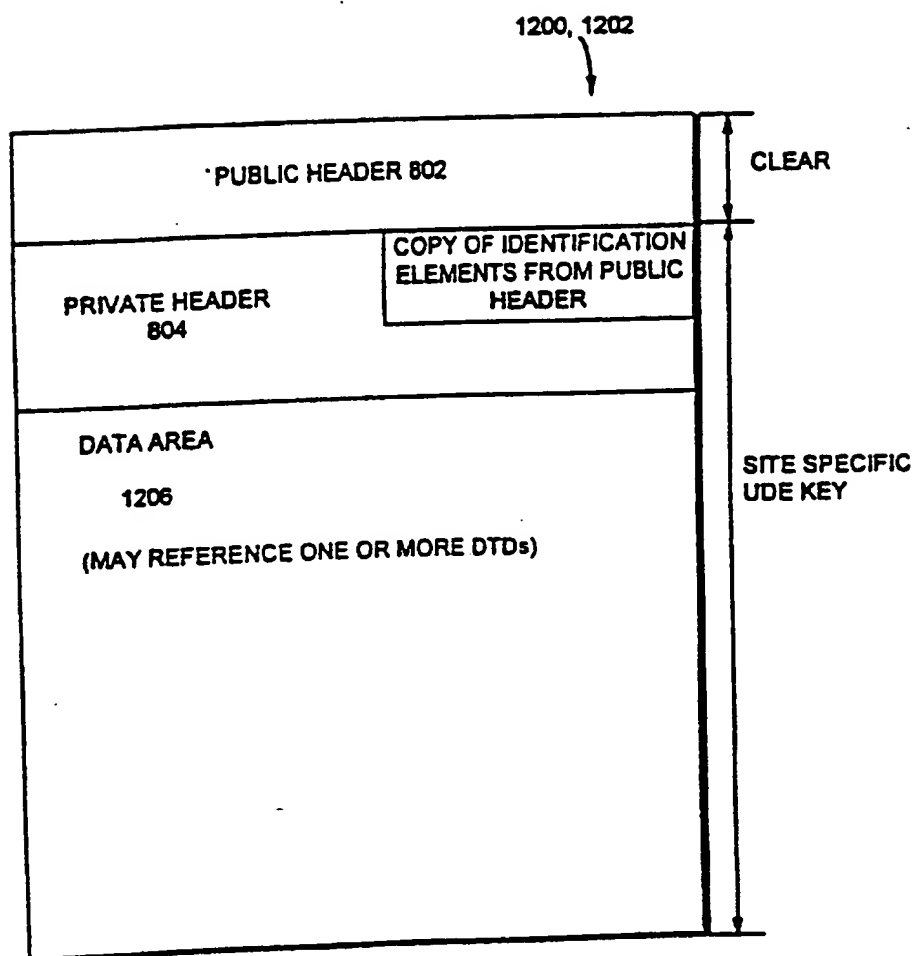 1200, 1202
PUBLIC HEADER 802
CLEAR
COPY OF IDENTIFICATION
ELEMENTS FROM PUBLIC
HEADER
PRIVATE HEADER
804
DATA AREA
1206
(MAY REFERENCE ONE OR MORE DTDs)
SITE SPECIFIC
UDE KEY